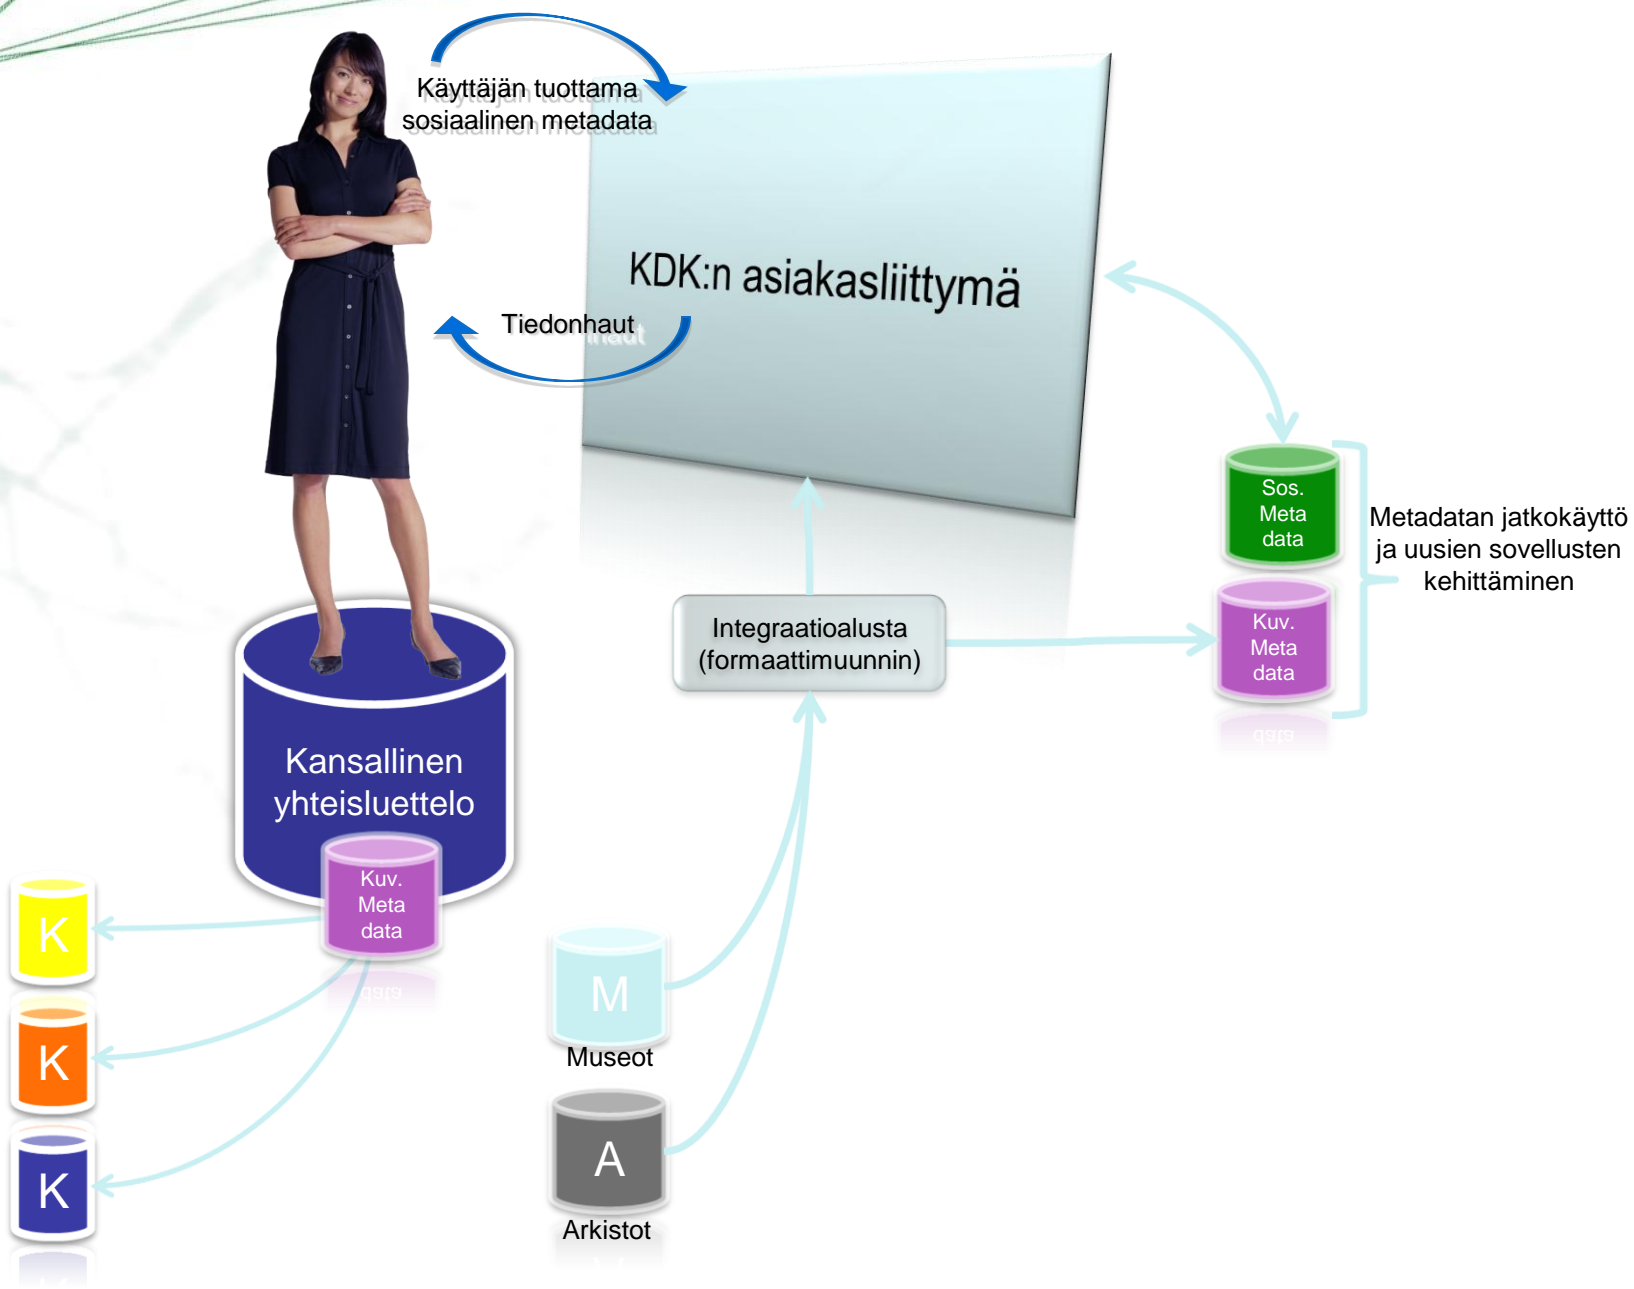 Käyttäjän tuottama
sosiaalinen metadata
KDK:n asiakasliittymä
Tiedonhaut
Sos.
Meta
data
Metadatan jatkokäyttö
ja uusien sovellusten
kehittäminen
Integraatioalusta
(formaattimuunnin)
Kuv.
Meta
data
Kansallinen
yhteisluettelo
Kuv.
Meta
data
K
K
K
M
Museot
A
Arkistot